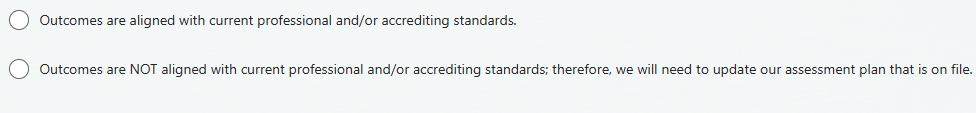 Outcomes are aligned with current professional and/or accrediting standards.
Outcomes are NOT aligned with current professional and/or accrediting standards; therefore, we will need to update our assessment plan that is on file.